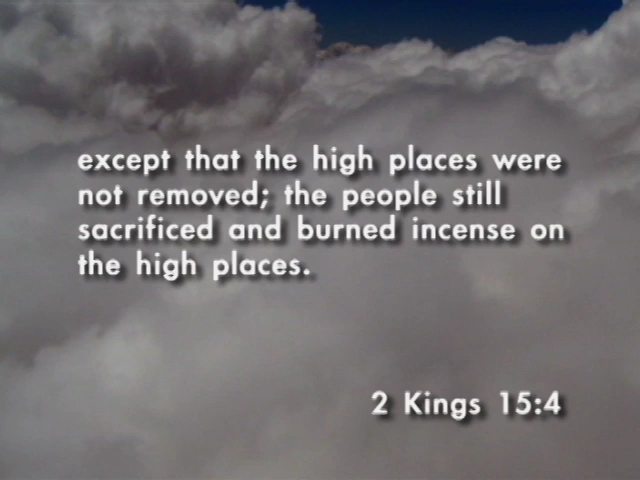 except that the high places were
not removed; the people still
sacrificed and burned incense on
the high places.
2 Kings 15:4